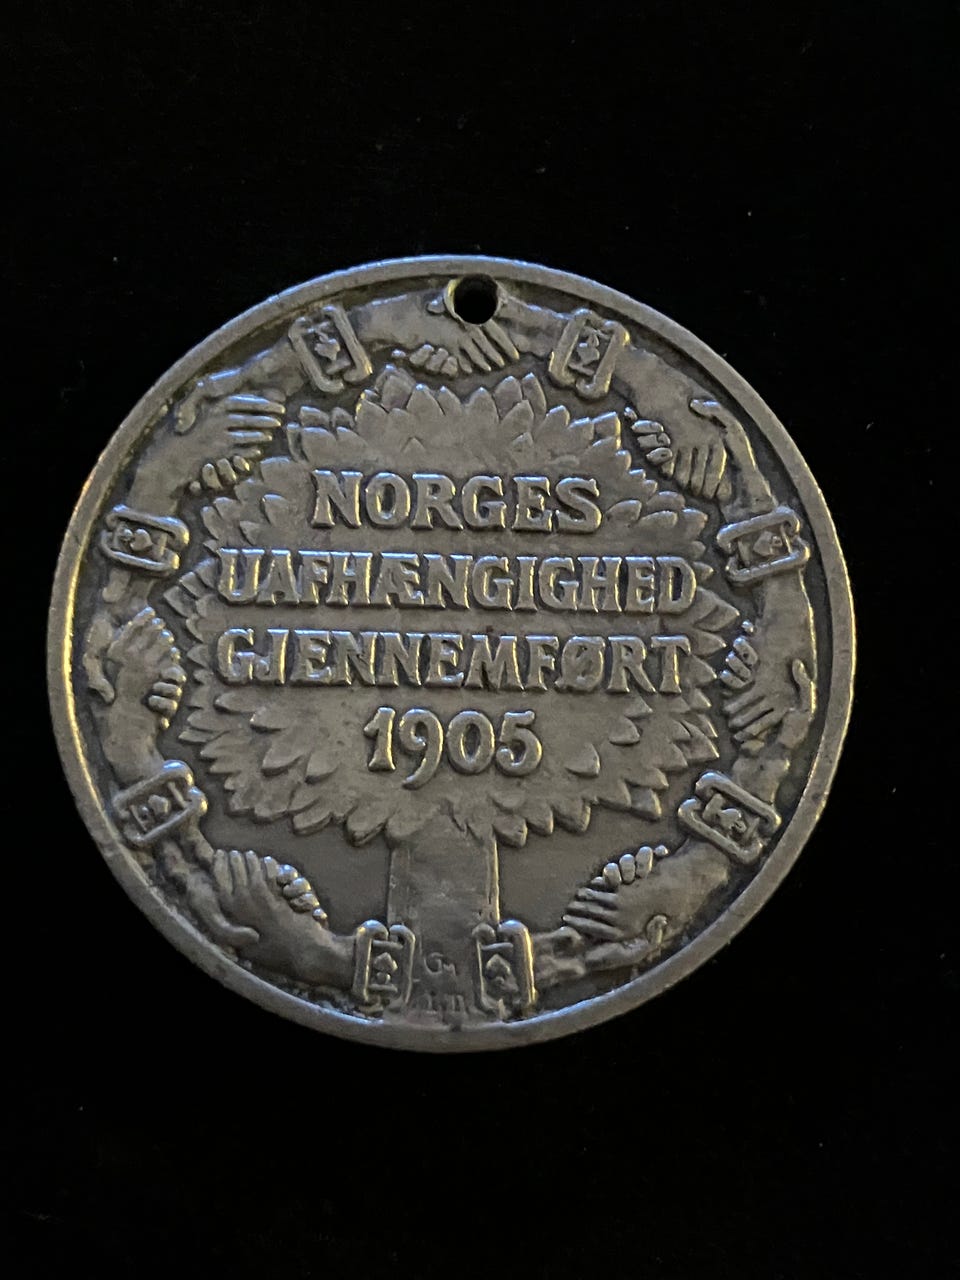 NORGES
UAFHÆNGIGHED
GJENNEMFØRT
1905